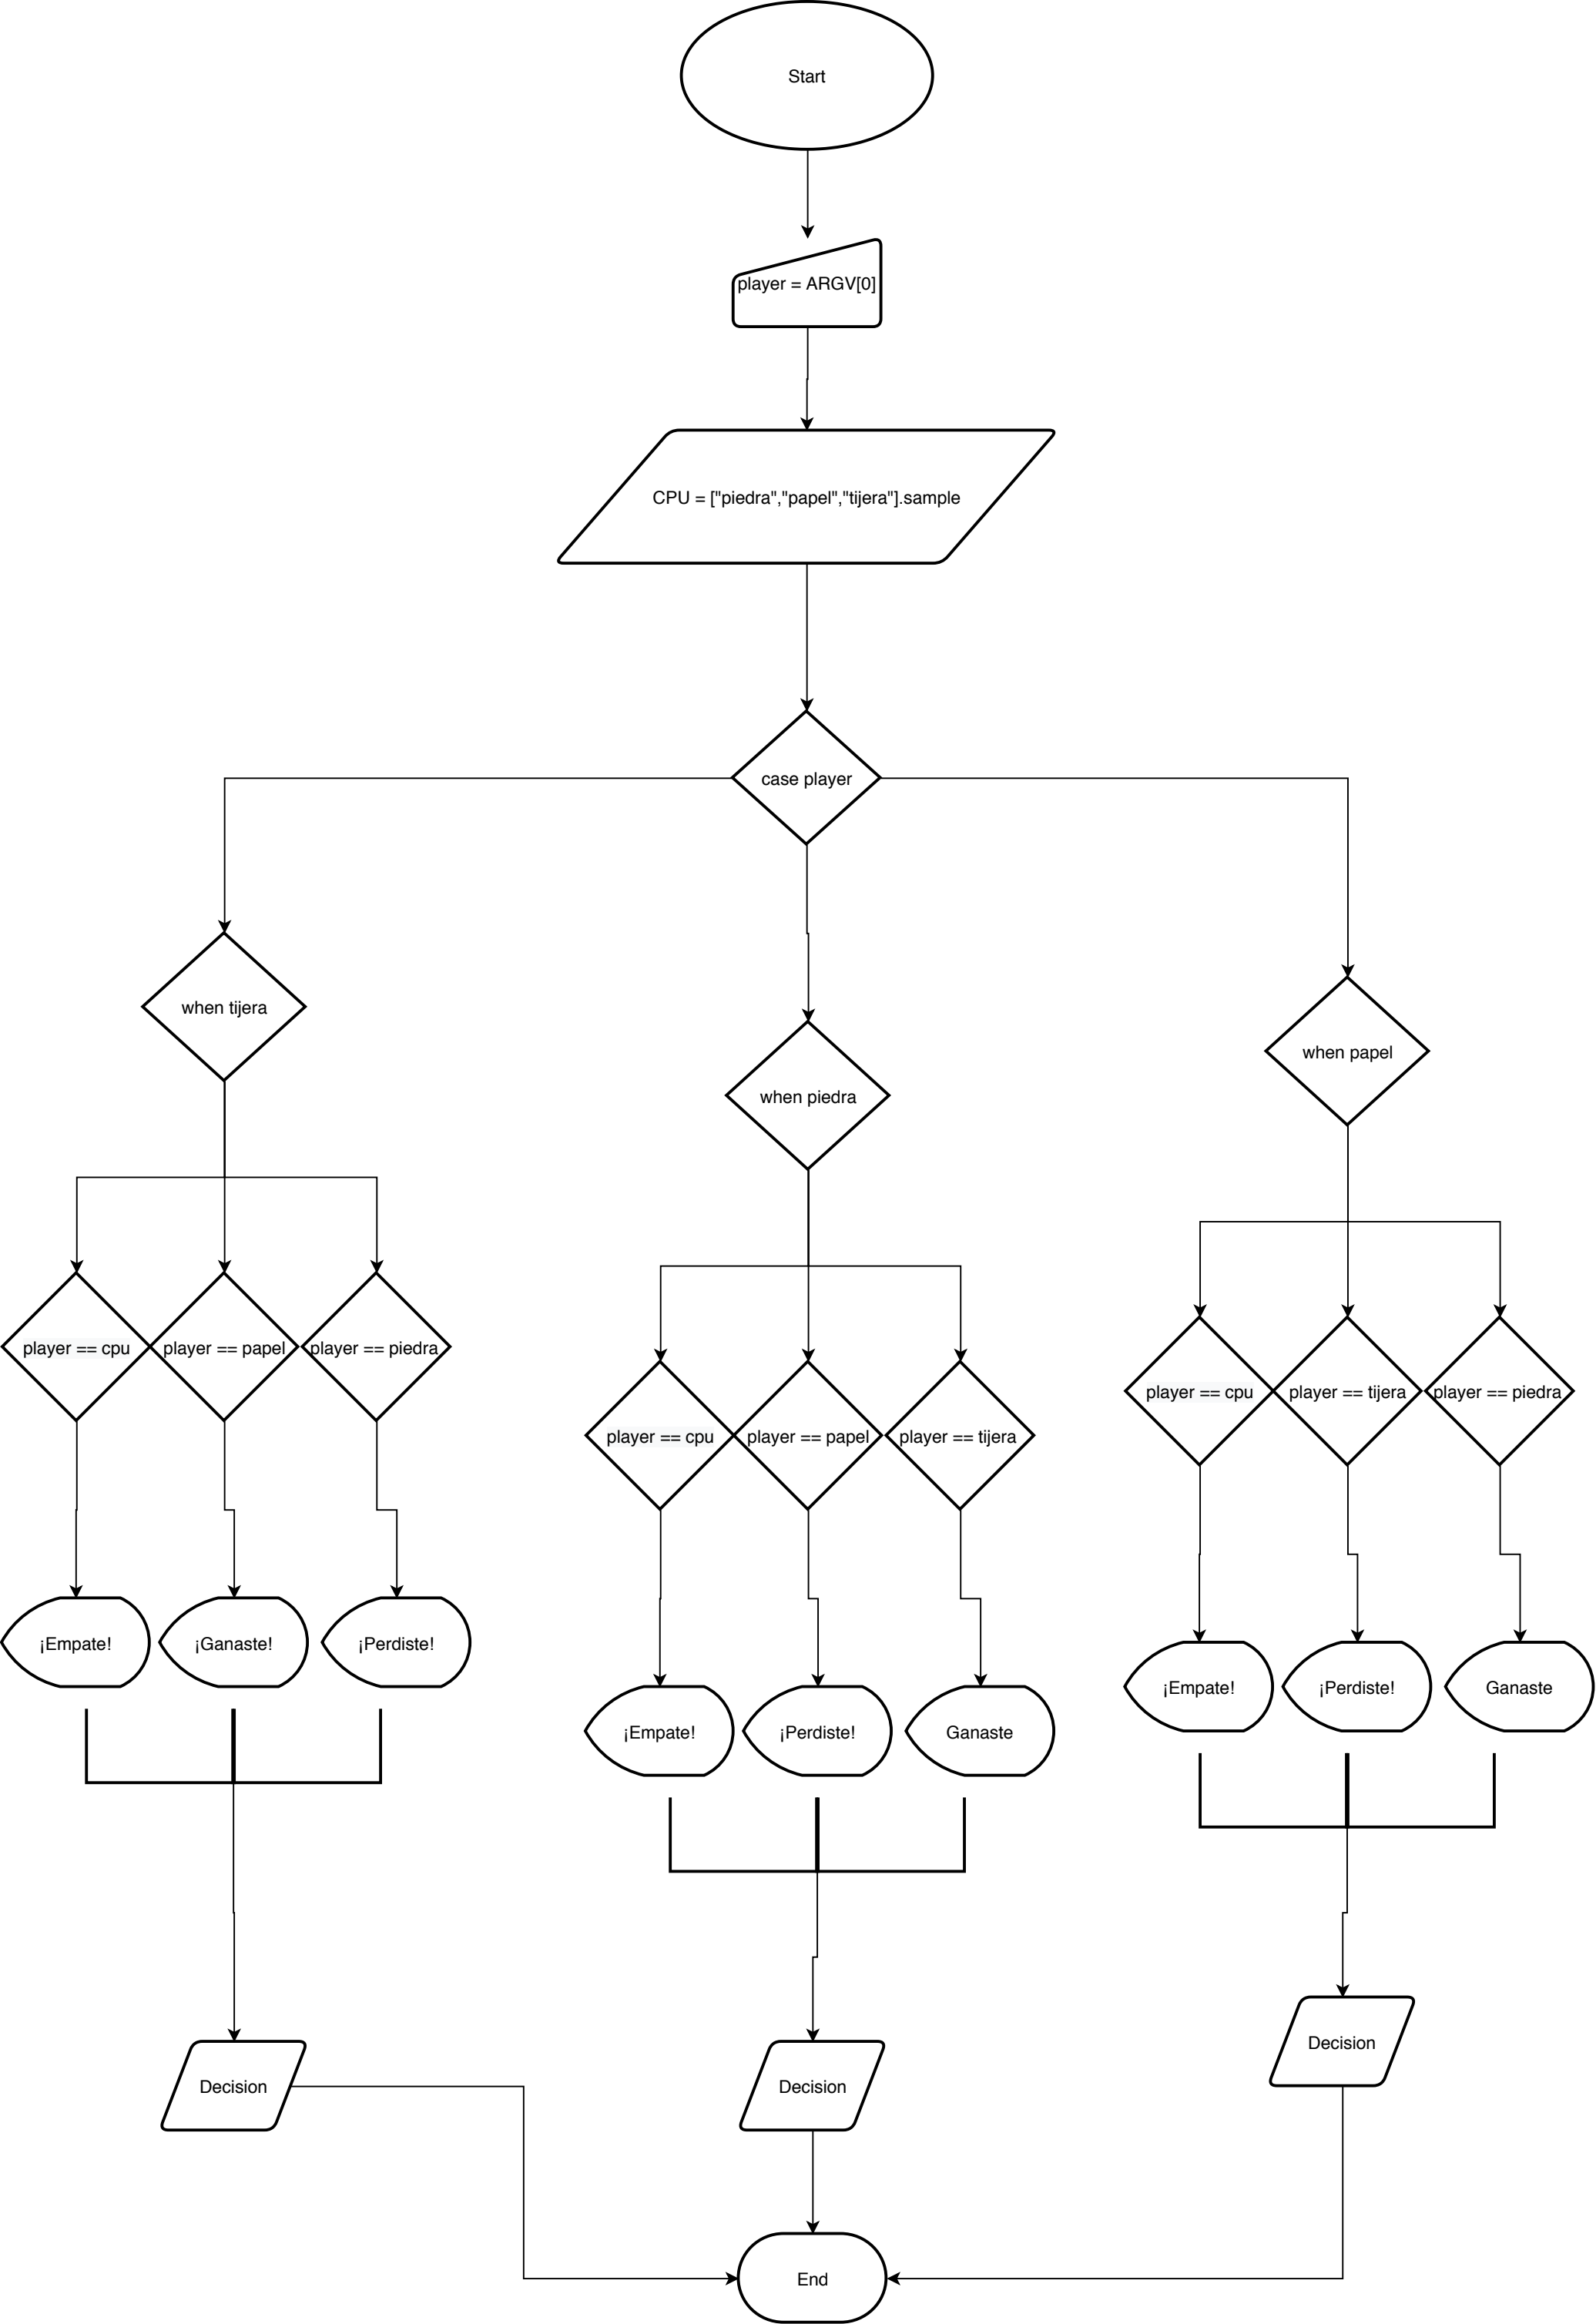 Start
player = ARGV[0]
CPU = ["piedra","papel","tijera"].sample
case player
when tijera
when piedra
when papel
player == cpu
player == papel
player == piedra
player == cpu
player == papel
player == tijera
player == cpu
player == tijera
player == piedra
¡Empate!
¡Ganaste!
¡Perdiste!
¡Empate!
¡Perdiste!
Ganaste
¡Empate!
¡Perdiste!
Ganaste
Decision
Decision
Decision
End